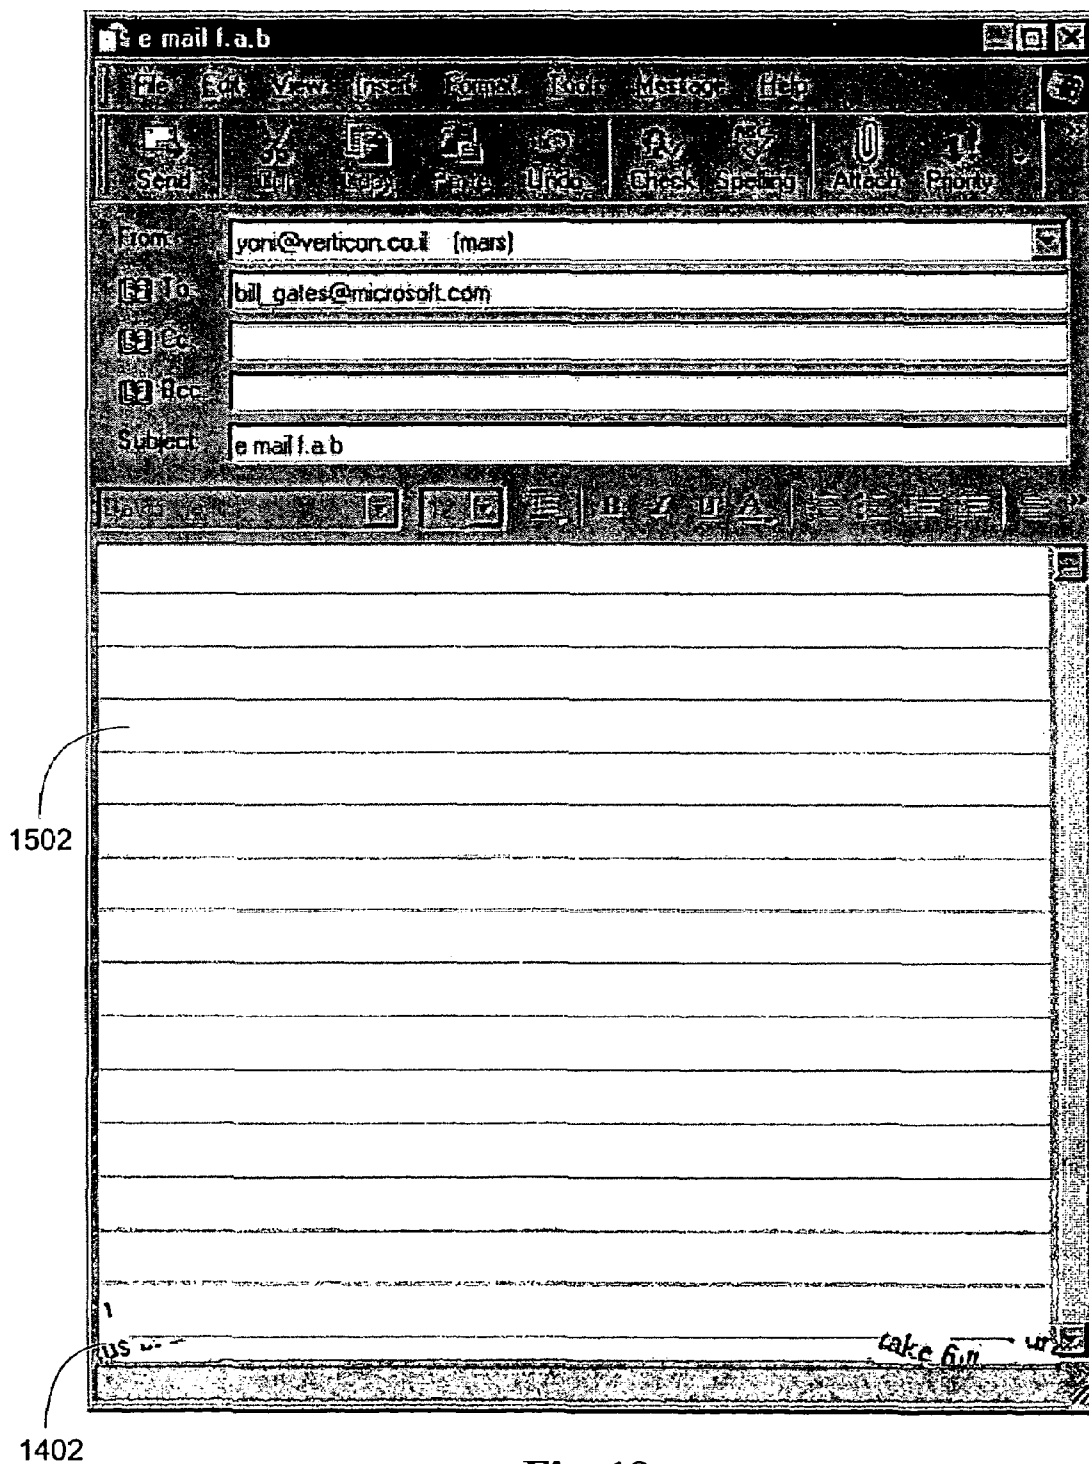 e mail f.a.b
File Edit View Insert Format Tools Message Help
Send Cut Copy Paste Undo Check Spelling Attach Priority
From: yoni@verticon.co.il (mars)
To: bill_gates@microsoft.com
Cc:
Bcc:
Subject: e mail f.a.b
12 B I U A
1502
take
1402